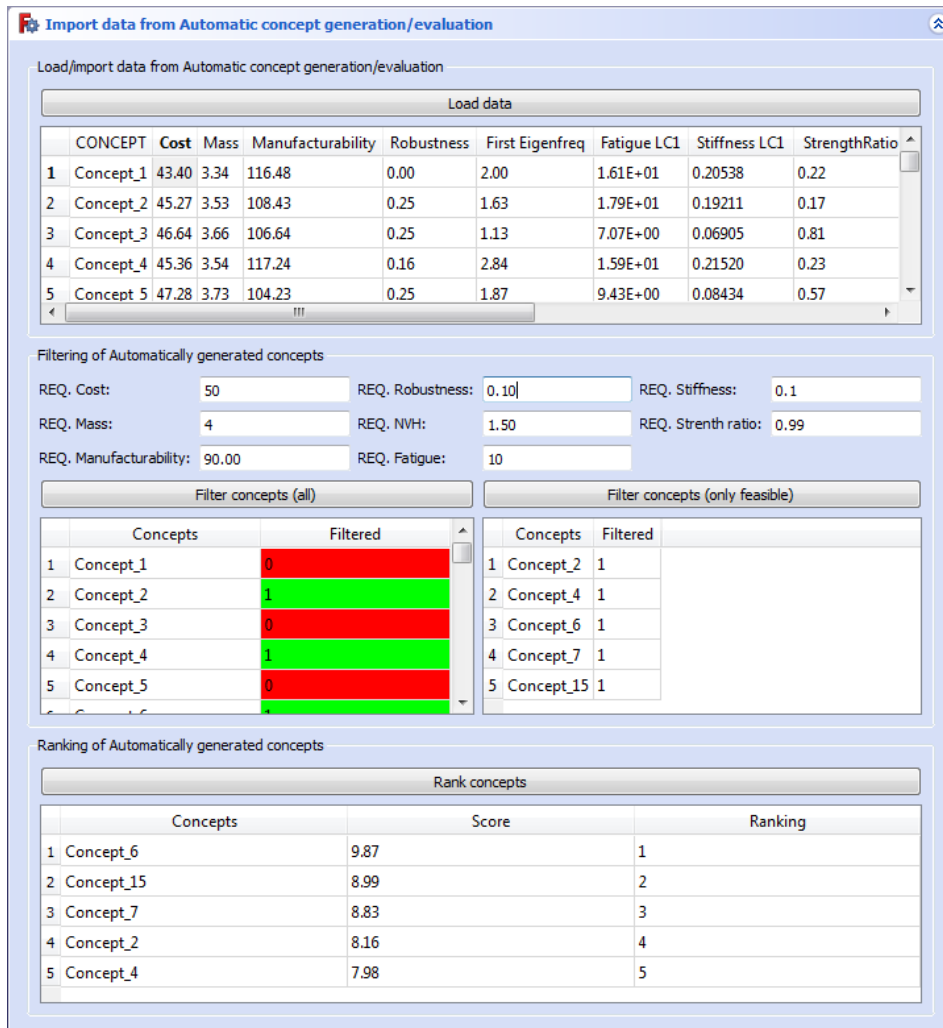 Import data from Automatic concept generation/evaluation
Load/import data from Automatic concept generation/evaluation
Load data
CONCEPT Cost Mass Manufacturability Robustness First Eigenfreq Fatigue LC1 Stiffness LC1 StrengthRatio
1 Concept_1 43.40 3.34 116.48 0.00 2.00 1.61E+01 0.20538 0.22
2 Concept_2 45.27 3.53 108.43 0.25 1.63 1.79E+01 0.19211 0.17
3 Concept_3 46.64 3.66 106.64 0.25 1.13 7.07E+00 0.06905 0.81
4 Concept_4 45.36 3.54 117.24 0.16 2.84 1.59E+01 0.21520 0.23
5 Concept_5 47.28 3.73 104.23 0.25 1.87 9.43E+00 0.08434 0.57
Filtering of Automatically generated concepts
REQ. Cost: 50 REQ. Robustness: 0.10 REQ. Stiffness: 0.1
REQ. Mass: 4 REQ. NVH: 1.50 REQ. Strenth ratio: 0.99
REQ. Manufacturability: 90.00 REQ. Fatigue: 10
Filter concepts (all) Filter concepts (only feasible)
Concepts Filtered Concepts Filtered
1 Concept_1 0 1 Concept_2 1
2 Concept_2 1 2 Concept_4 1
3 Concept_3 0 3 Concept_6 1
4 Concept_4 1 4 Concept_7 1
5 Concept_5 0 5 Concept_15 1
Ranking of Automatically generated concepts
Rank concepts
Concepts Score Ranking
1 Concept_6 9.87 1
2 Concept_15 8.99 2
3 Concept_7 8.83 3
4 Concept_2 8.16 4
5 Concept_4 7.98 5